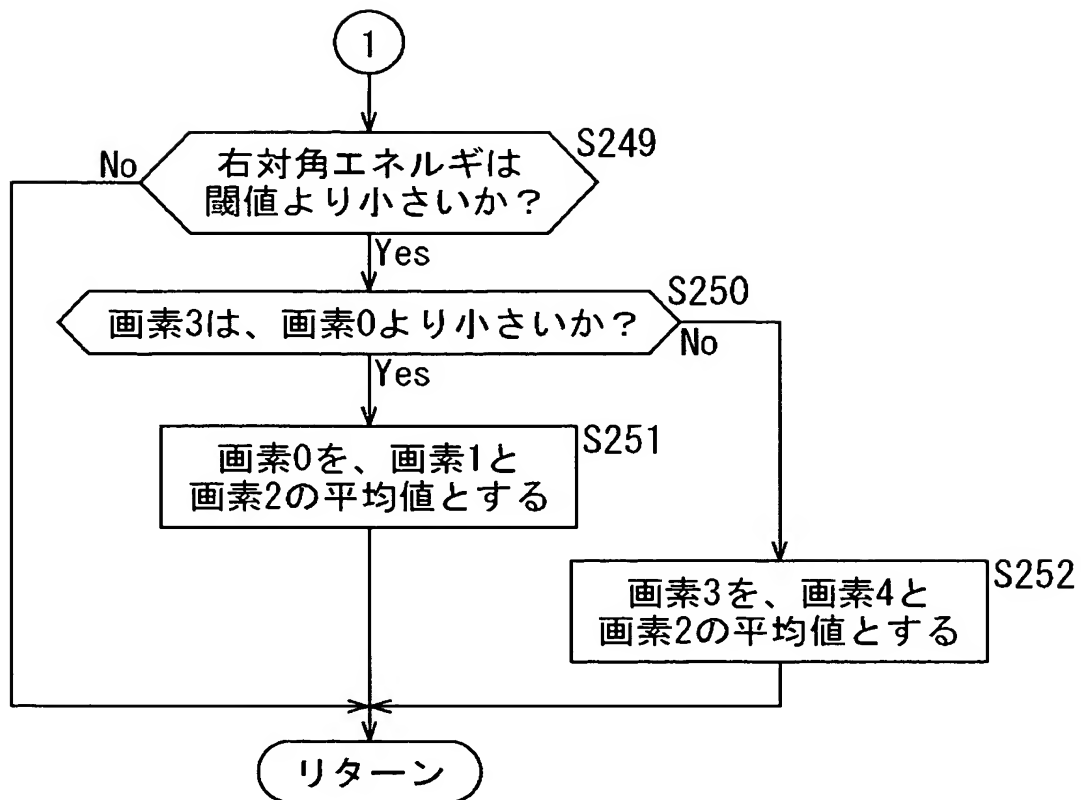 1
S249
No
右対角エネルギは
閾値より小さいか？
Yes
S250
画素3は、画素0より小さいか？
No
Yes
S251
画素0を、画素1と
画素2の平均値とする
S252
画素3を、画素4と
画素2の平均値とする
リターン